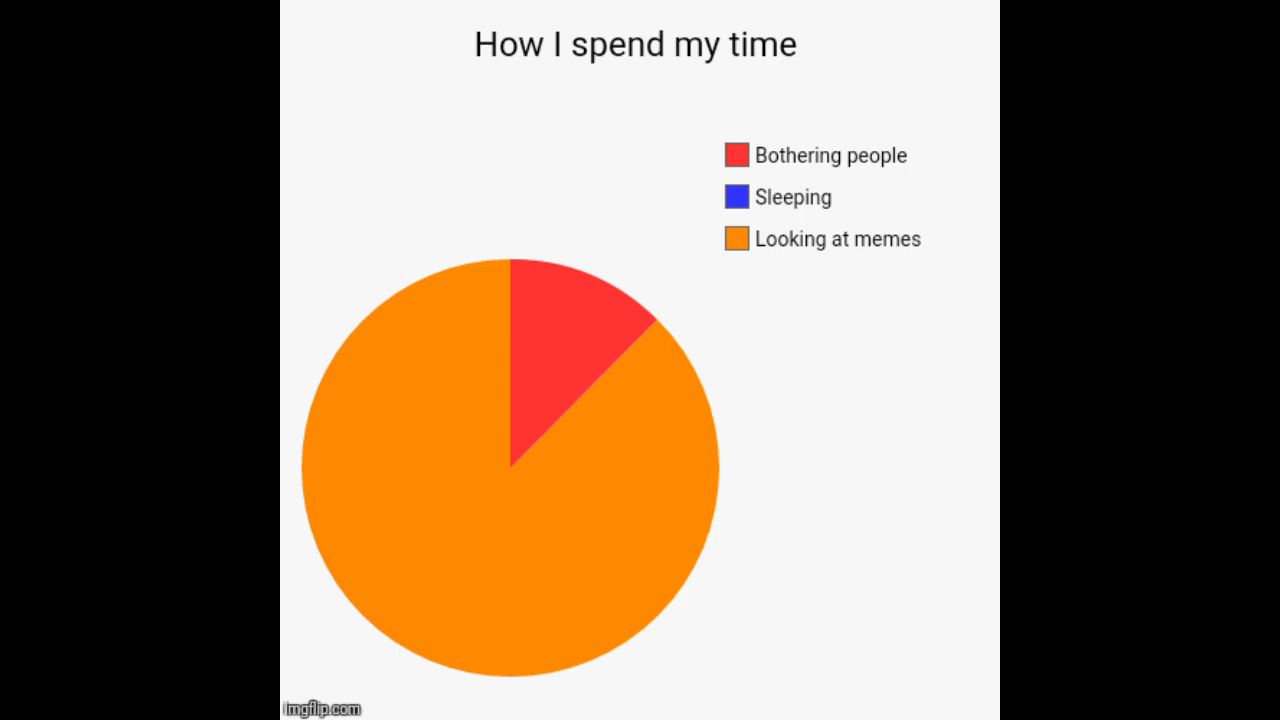 How I spend my time
Bothering people
Sleeping
Looking at memes
imgflip.com